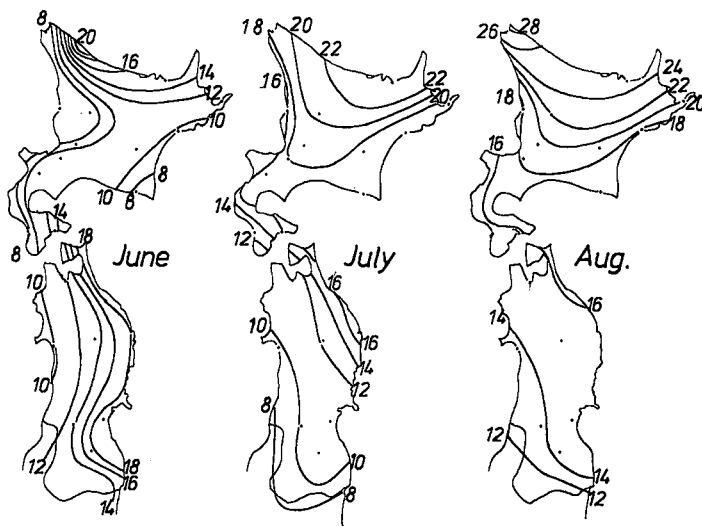 8 20 16 14 12 10 10 8 8 14 8 18
June
10 10 12 18 16 14
18 20 22 16 22 20 14 12
July
16 10 16 14 12 8 10 8
26 28 24 22 20 18 18 16
Aug.
16 14 12 14 12